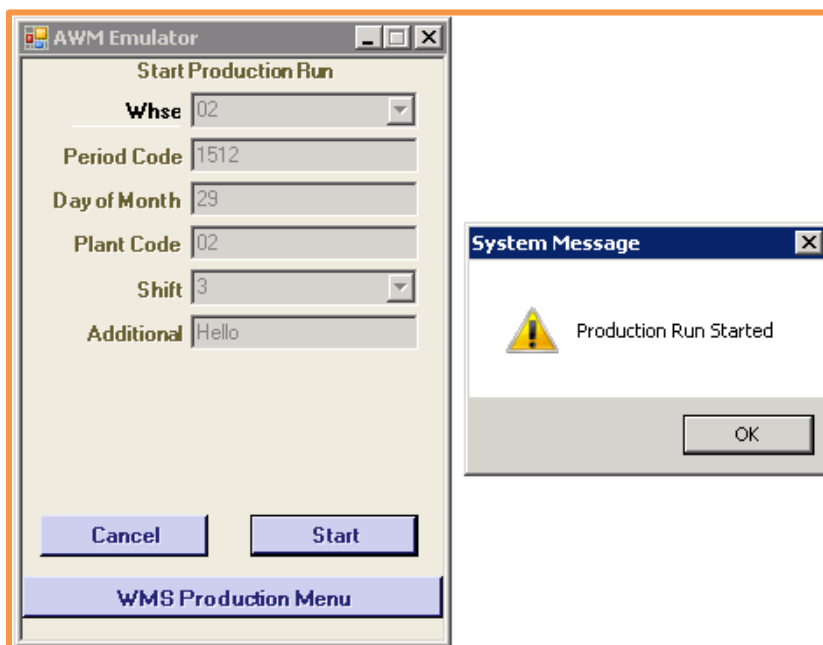 AWM Emulator
Start Production Run
Whse 02
Period Code 1512
Day of Month 29
Plant Code 02
Shift 3
Additional Hello
Cancel Start
WMS Production Menu
System Message
Production Run Started
OK